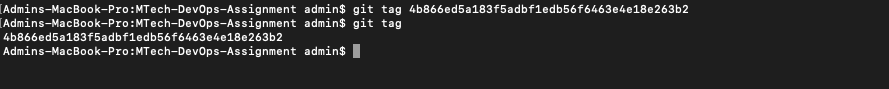 [Admins-MacBook-Pro:MTech-DevOps-Assignment admin$ git tag 4b866ed5a183f5adbf1edb56f6463e4e18e263b2
[Admins-MacBook-Pro:MTech-DevOps-Assignment admin$ git tag
4b866ed5a183f5adbf1edb56f6463e4e18e263b2
Admins-MacBook-Pro:MTech-DevOps-Assignment admin$